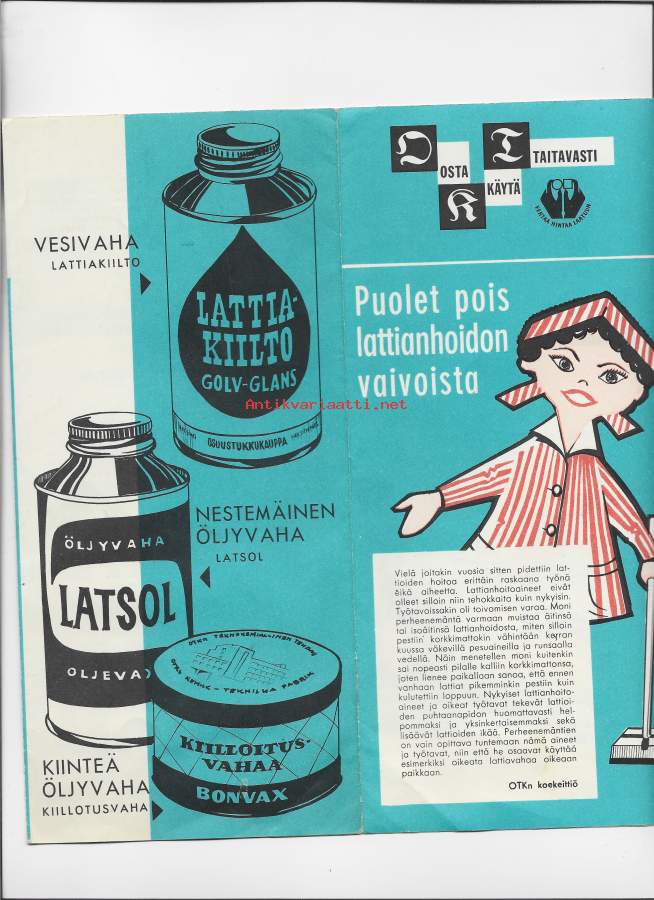 VESIVAHA
LATTIAKIILTO
LATTIA-
KIILTO
GOLV-GLANS
OSUUSTUKKUKAUPPA
NESTEMÄINEN
ÖLJYVAHA
LATSOL
ÖLJYVAHA
LATSOL
OLJEVAX
OTKn TEKNOKEMIALLINEN TEHDAS
KIILLOITUS-
VAHAA
BONVAX
KIINTEÄ
ÖLJYVAHA
KIILLOTUSVAHA
O T TAITAVASTI
OSTA
K KÄYTÄ
VERTAA HINTAA LAATUUN
Puolet pois
lattianhoidon
vaivoista
Vielä joitakin vuosia sitten pidettiin lat-
tioiden hoitoa erittäin raskaana työnä
eikä aiheetta. Lattianhoitoaineet eivät
olleet silloin niin tehokkaita kuin nykyisin.
Työtavoissakin oli toivomisen varaa. Moni
perheenemäntä varmaan muistaa äitinsä
tai isoäitinsä lattianhoidosta, miten silloin
pestiin korkkimattokin vähintään kerran
kuussa väkevillä pesuaineilla ja runsaalla
vedellä. Näin menetellen moni kuitenkin
sai nopeasti pilalle kalliin korkkimattonsa,
joten lienee paikallaan sanoa, että ennen
vanhaan lattiat pikemminkin pestiin kuin
kulutettiin loppuun. Nykyiset lattianhoito-
aineet ja oikeat työtavat tekevät lattioi-
den puhtaanapidon huomattavasti hel-
pommaksi ja yksinkertaisemmaksi sekä
lisäävät lattioiden ikää. Perheenemäntien
on vain opittava tuntemaan nämä aineet
ja työtavat, niin että he osaavat käyttää
esimerkiksi oikeata lattiavahaa oikeaan
paikkaan.
OTKn koekeittiö
Antikvariaatti.net